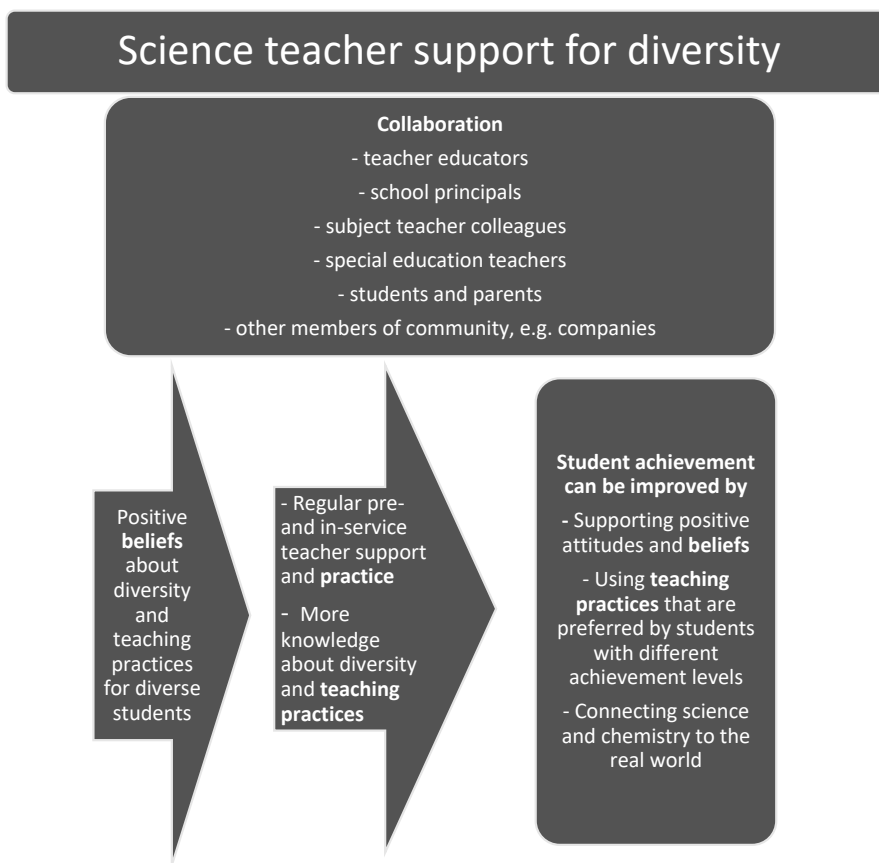 Science teacher support for diversity
Collaboration
- teacher educators
- school principals
- subject teacher colleagues
- special education teachers
- students and parents
- other members of community, e.g. companies
Positive
beliefs
about
diversity
and
teaching
practices
for diverse
students
- Regular pre-
and in-service
teacher support
and practice
- More
knowledge
about diversity
and teaching
practices
Student achievement
can be improved by
- Supporting positive
attitudes and beliefs
- Using teaching
practices that are
preferred by students
with different
achievement levels
- Connecting science
and chemistry to the
real world